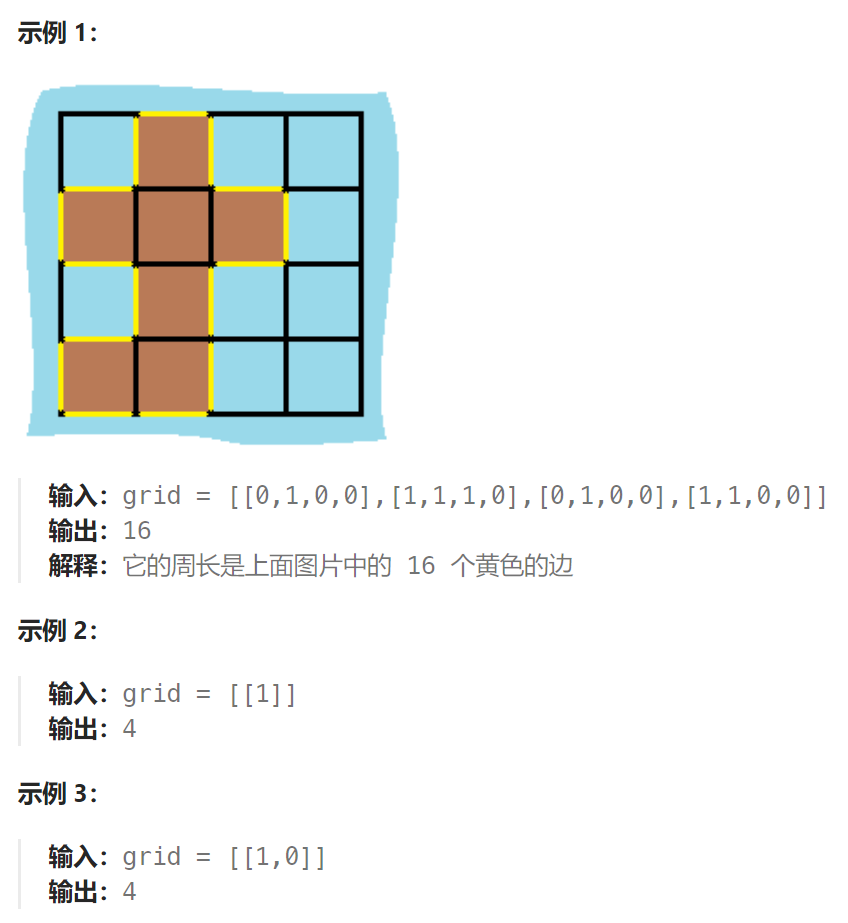 示例 1：
输入：grid = [[0,1,0,0],[1,1,1,0],[0,1,0,0],[1,1,0,0]]
输出：16
解释：它的周长是上面图片中的 16 个黄色的边
示例 2：
输入：grid = [[1]]
输出：4
示例 3：
输入：grid = [[1,0]]
输出：4